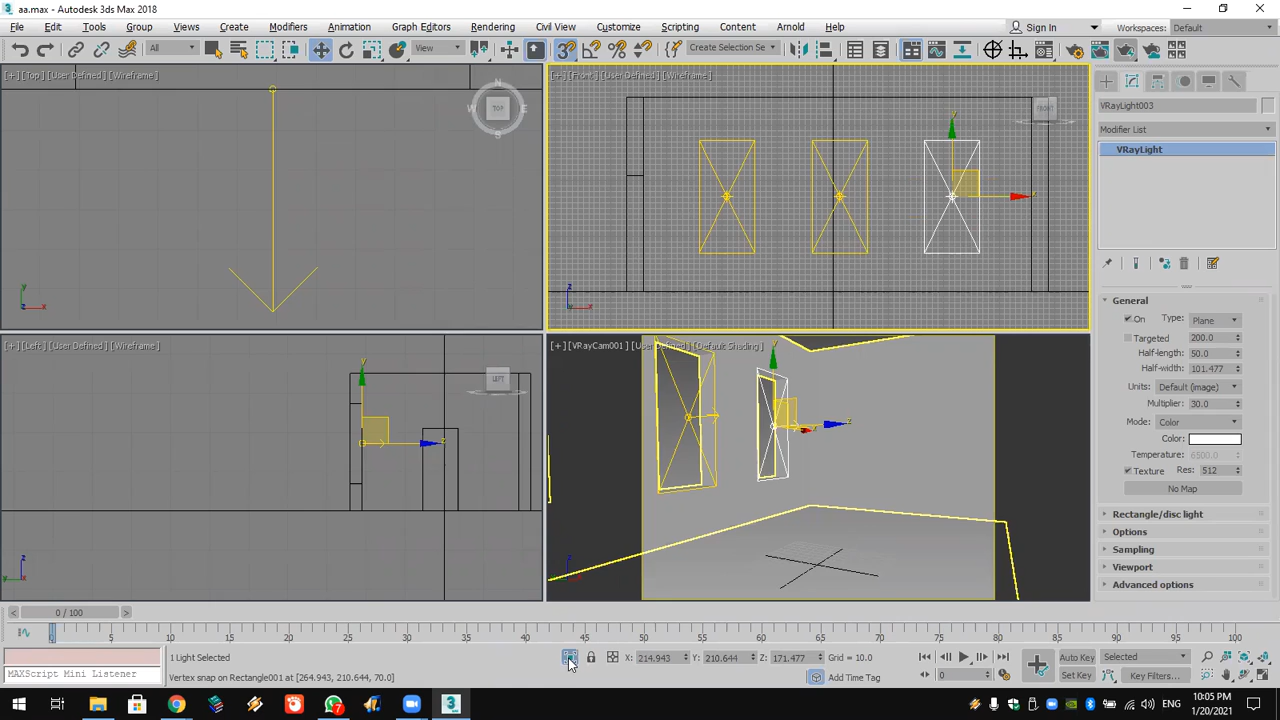 aa.max - Autodesk 3ds Max 2018
File Edit Tools Group Views Create Modifiers Animation Graph Editors Rendering Civil View Customize Scripting Content Arnold Help Sign In Workspaces: Default
All View Create Selection Se
[+] [Top] [User Defined] [Wireframe]
N
W TOP E
S
y
z x
[+] [Front] [User Defined] [Wireframe]
FRONT
y
x
z
x
[+] [Left] [User Defined] [Wireframe]
LEFT
y
z
z
y
[+] [VRayCam001] [User Defined] [Default Shading]
y
z
z
VRayLight003
Modifier List
VRayLight
General
On Type: Plane
Targeted 200.0
Half-length: 50.0
Half-width: 101.477
Units: Default (image)
Multiplier: 30.0
Mode: Color
Color:
Temperature: 6500.0
Texture Res: 512
No Map
Rectangle/disc light
Options
Sampling
Viewport
Advanced options
< 0 / 100 >
0 5 10 15 20 25 30 35 40 45 50 55 60 65 70 75 80 85 90 95 100
1 Light Selected X: 214.943 Y: 210.644 Z: 171.477 Grid = 10.0 Auto Key Selected
MAXScript Mini Listener Vertex snap on Rectangle001 at [264.943, 210.644, 70.0] Add Time Tag 0 Set Key Key Filters...
ENG 10:05 PM
1/20/2021